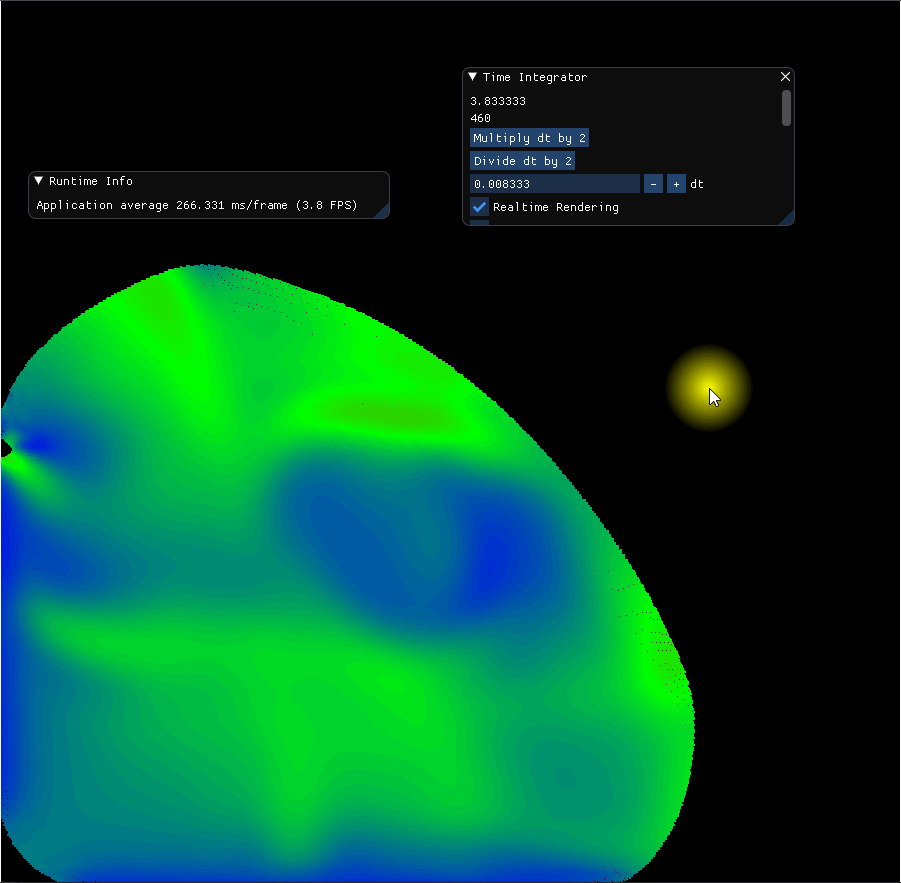 Time Integrator
3.833333
460
Multiply dt by 2
Divide dt by 2
0.008333 - + dt
Realtime Rendering
Runtime Info
Application average 266.331 ms/frame (3.8 FPS)